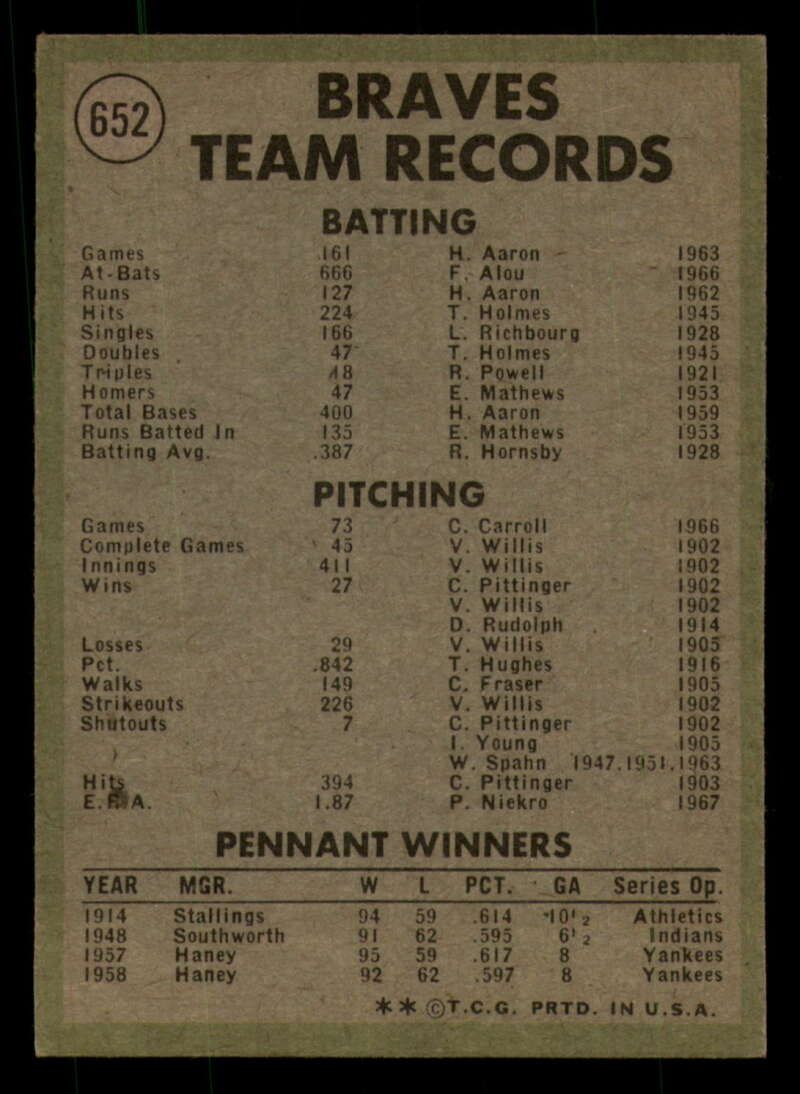 652
BRAVES
TEAM RECORDS
BATTING
Games .161 H. Aaron 1963
At-Bats 666 F. Alou 1966
Runs 127 H. Aaron 1962
Hits 224 T. Holmes 1945
Singles 166 L. Richbourg 1928
Doubles 47 T. Holmes 1945
Triples 18 R. Powell 1921
Homers 47 E. Mathews 1953
Total Bases 400 H. Aaron 1959
Runs Batted In 135 E. Mathews 1953
Batting Avg. .387 R. Hornsby 1928
PITCHING
Games 73 C. Carroll 1966
Complete Games 45 V. Willis 1902
Innings 411 V. Willis 1902
Wins 27 C. Pittinger 1902
V. Willis 1902
D. Rudolph 1914
Losses 29 V. Willis 1905
Pct. .842 T. Hughes 1916
Walks 149 C. Fraser 1905
Strikeouts 226 V. Willis 1902
Shutouts 7 C. Pittinger 1902
I. Young 1905
W. Spahn 1947,1951,1963
Hits 394 C. Pittinger 1903
E.R.A. 1.87 P. Niekro 1967
PENNANT WINNERS
YEAR MGR. W L PCT. GA Series Op.
1914 Stallings 94 59 .614 10½ Athletics
1948 Southworth 91 62 .595 6½ Indians
1957 Haney 95 59 .617 8 Yankees
1958 Haney 92 62 .597 8 Yankees
** ©T.C.G. PRTD. IN U.S.A.